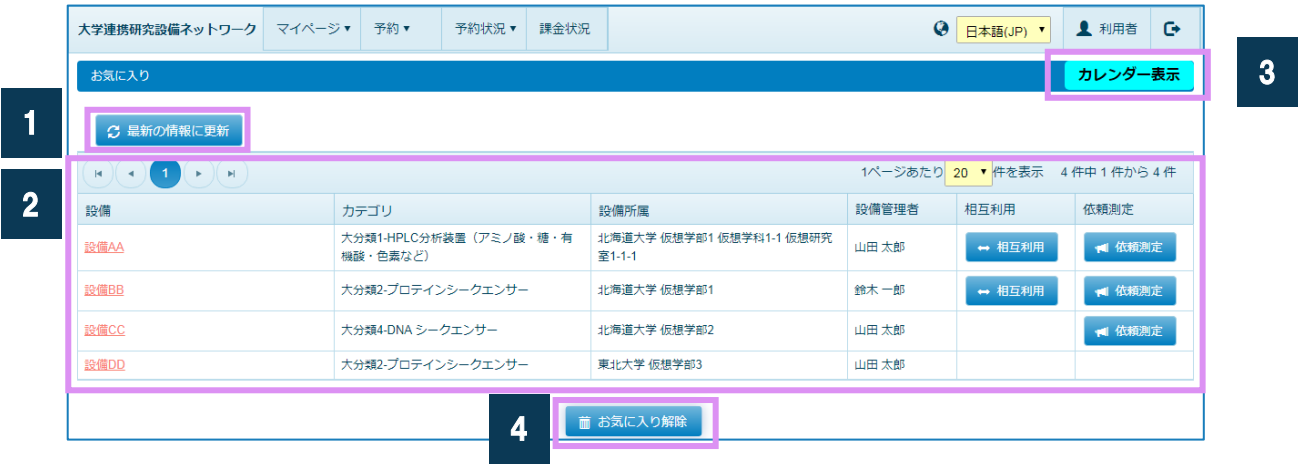 大学連携研究設備ネットワーク マイページ▼ 予約▼ 予約状況▼ 課金状況 日本語(JP) ▼ 利用者
お気に入り カレンダー表示
3
1
最新の情報に更新
2
1 1ページあたり 20 ▼ 件を表示 4 件中 1 件から 4 件
設備 カテゴリ 設備所属 設備管理者 相互利用 依頼測定
設備AA 大分類1-HPLC分析装置（アミノ酸・糖・有機酸・色素など） 北海道大学 仮想学部1 仮想学科1-1 仮想研究室1-1-1 山田 太郎 相互利用 依頼測定
設備BB 大分類2-プロテインシークエンサー 北海道大学 仮想学部1 鈴木 一郎 相互利用 依頼測定
設備CC 大分類4-DNA シークエンサー 北海道大学 仮想学部2 山田 太郎 依頼測定
設備DD 大分類2-プロテインシークエンサー 東北大学 仮想学部3 山田 太郎
4
お気に入り解除